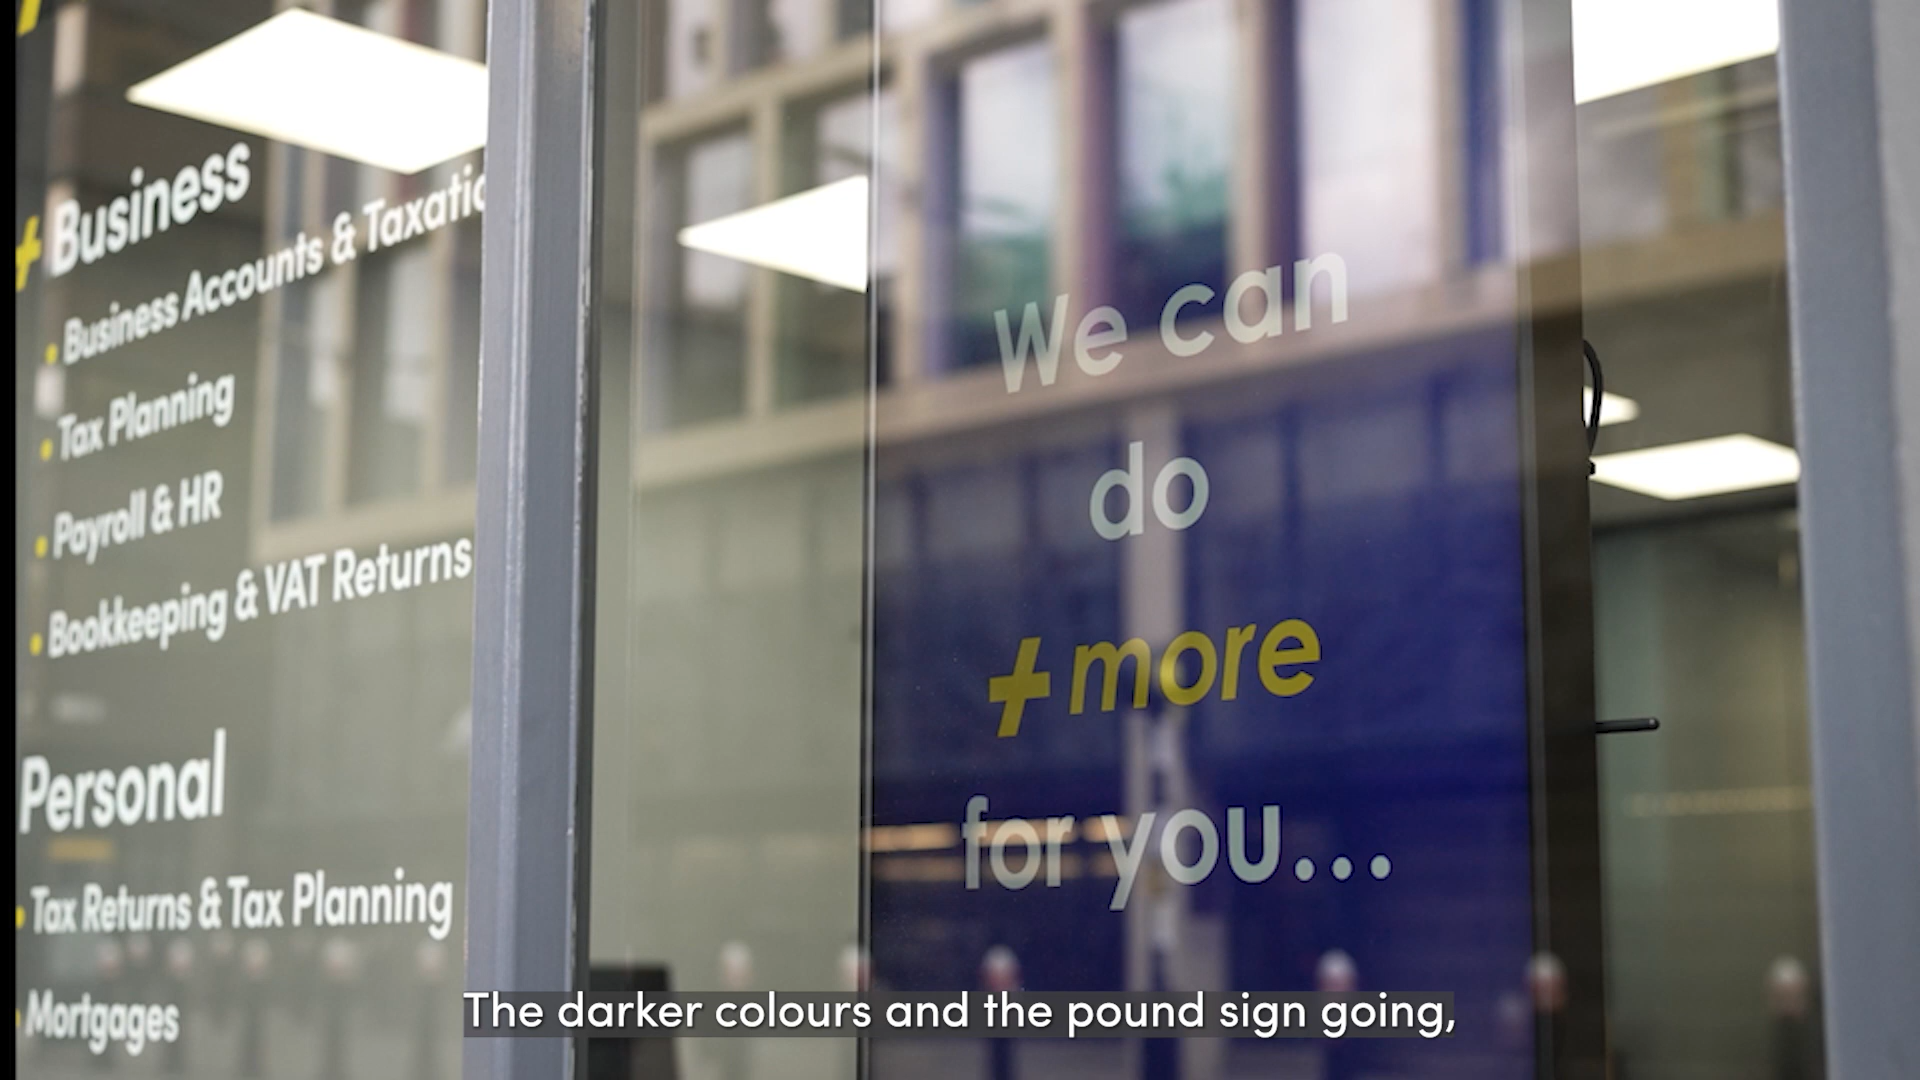 + Business
• Business Accounts & Taxatio
• Tax Planning
• Payroll & HR
• Bookkeeping & VAT Returns
Personal
• Tax Returns & Tax Planning
• Mortgages
We can
do
+more
for you...
The darker colours and the pound sign going,